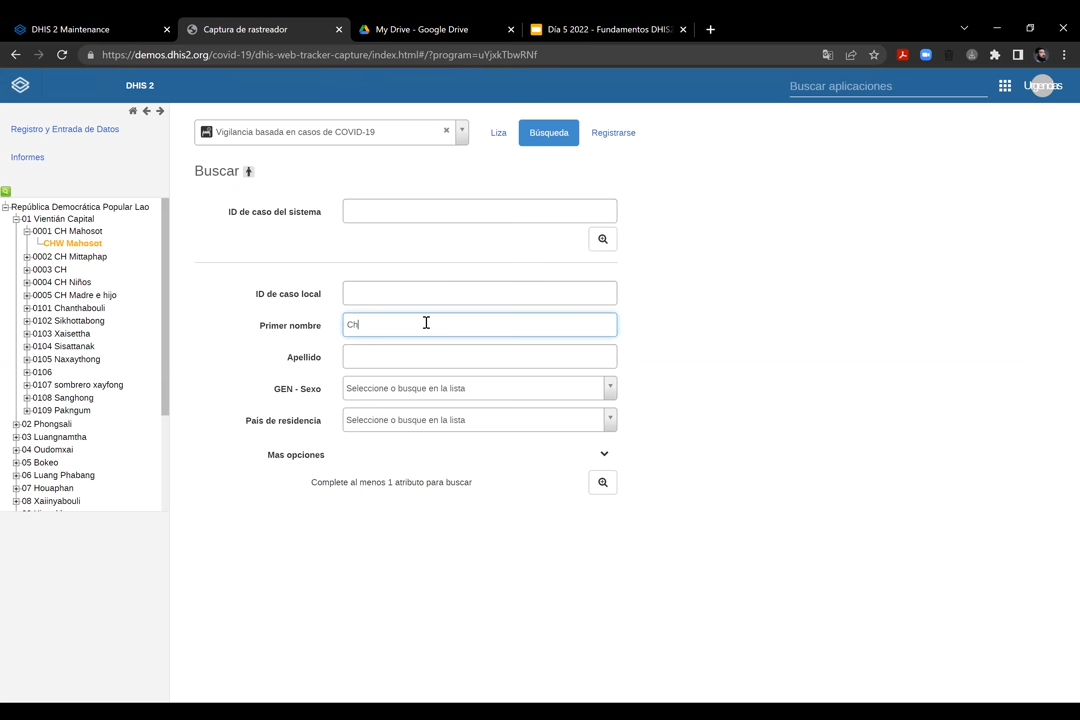 DHIS 2 Maintenance
Captura de rastreador
My Drive - Google Drive
Día 5 2022 - Fundamentos DHIS
https://demos.dhis2.org/covid-19/dhis-web-tracker-capture/index.html#/?program=uYjxkTbwRNf
DHIS 2
Buscar aplicaciones
Registro y Entrada de Datos
Informes
Vigilancia basada en casos de COVID-19
Liza
Búsqueda
Registrarse
Buscar
República Democrática Popular Lao
01 Vientián Capital
0001 CH Mahosot
CHW Mahosot
0002 CH Mittaphap
0003 CH
0004 CH Niños
0005 CH Madre e hijo
0101 Chanthabouli
0102 Sikhottabong
0103 Xaisettha
0104 Sisattanak
0105 Naxaythong
0106
0107 sombrero xayfong
0108 Sanghong
0109 Pakngum
02 Phongsali
03 Luangnamtha
04 Oudomxai
05 Bokeo
06 Luang Phabang
07 Houaphan
08 Xaiinyabouli
ID de caso del sistema
ID de caso local
Primer nombre
Ch
Apellido
GEN - Sexo
Seleccione o busque en la lista
País de residencia
Seleccione o busque en la lista
Mas opciones
Complete al menos 1 atributo para buscar